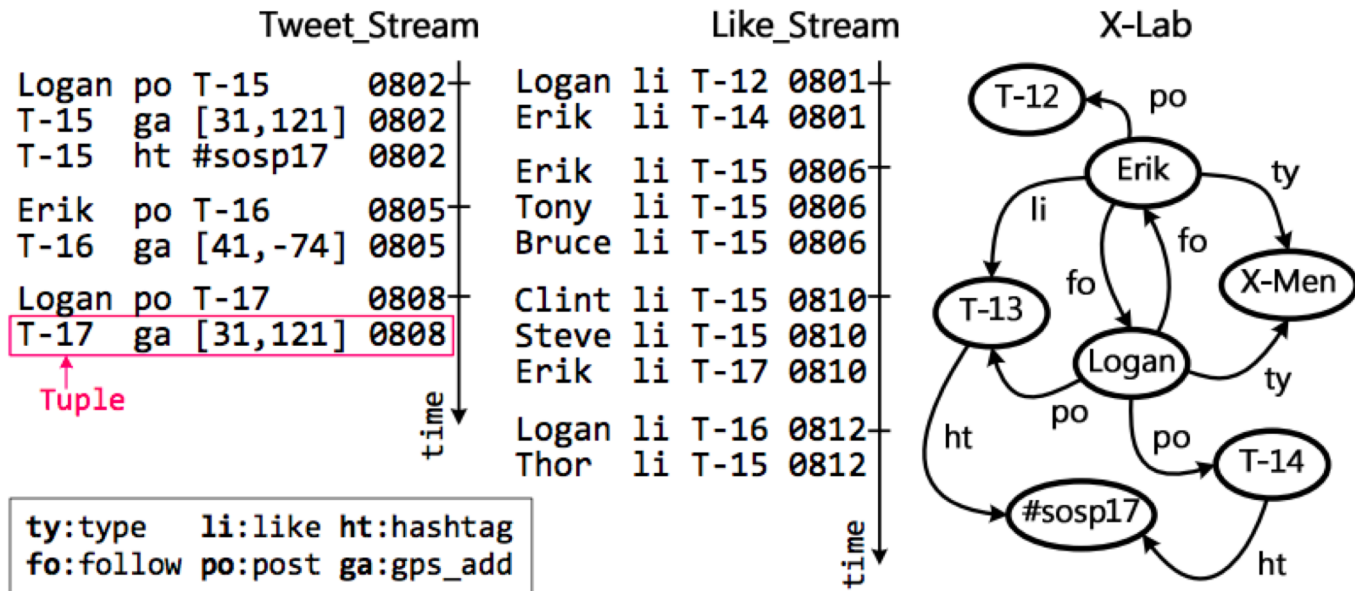 Tweet_Stream
Logan po T-15 0802
T-15 ga [31,121] 0802
T-15 ht #sosp17 0802
Erik po T-16 0805
T-16 ga [41,-74] 0805
Logan po T-17 0808
T-17 ga [31,121] 0808
Tuple
time
ty:type li:like ht:hashtag
fo:follow po:post ga:gps_add
Like_Stream
Logan li T-12 0801
Erik li T-14 0801
Erik li T-15 0806
Tony li T-15 0806
Bruce li T-15 0806
Clint li T-15 0810
Steve li T-15 0810
Erik li T-17 0810
Logan li T-16 0812
Thor li T-15 0812
time
X-Lab
T-12
po
Erik
ty
li
fo
fo
X-Men
T-13
Logan
po
ty
ht
po
T-14
#sosp17
ht